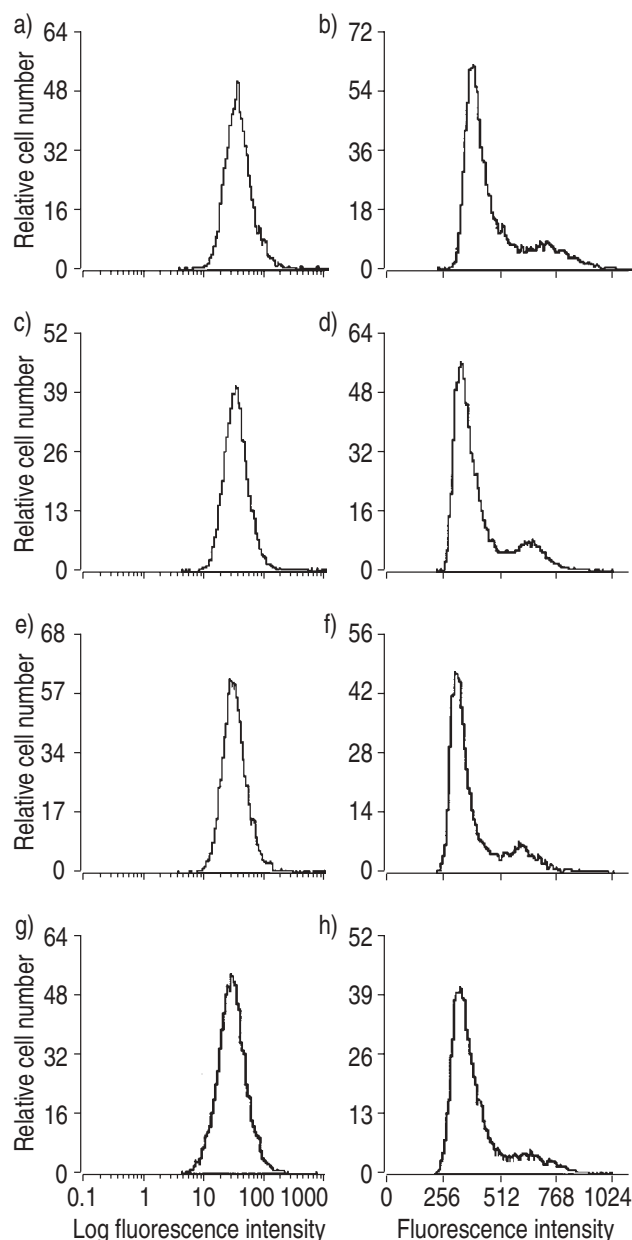 a)
b)
64
48
32
16
0
Relative cell number
72
54
36
18
0
c)
d)
52
39
26
13
0
Relative cell number
64
48
32
16
0
e)
f)
68
57
34
17
0
Relative cell number
56
42
28
14
0
g)
h)
64
48
32
16
0
Relative cell number
52
39
26
13
0
0.1 1 10 100 1000
0 256 512 768 1024
Log fluorescence intensity
Fluorescence intensity